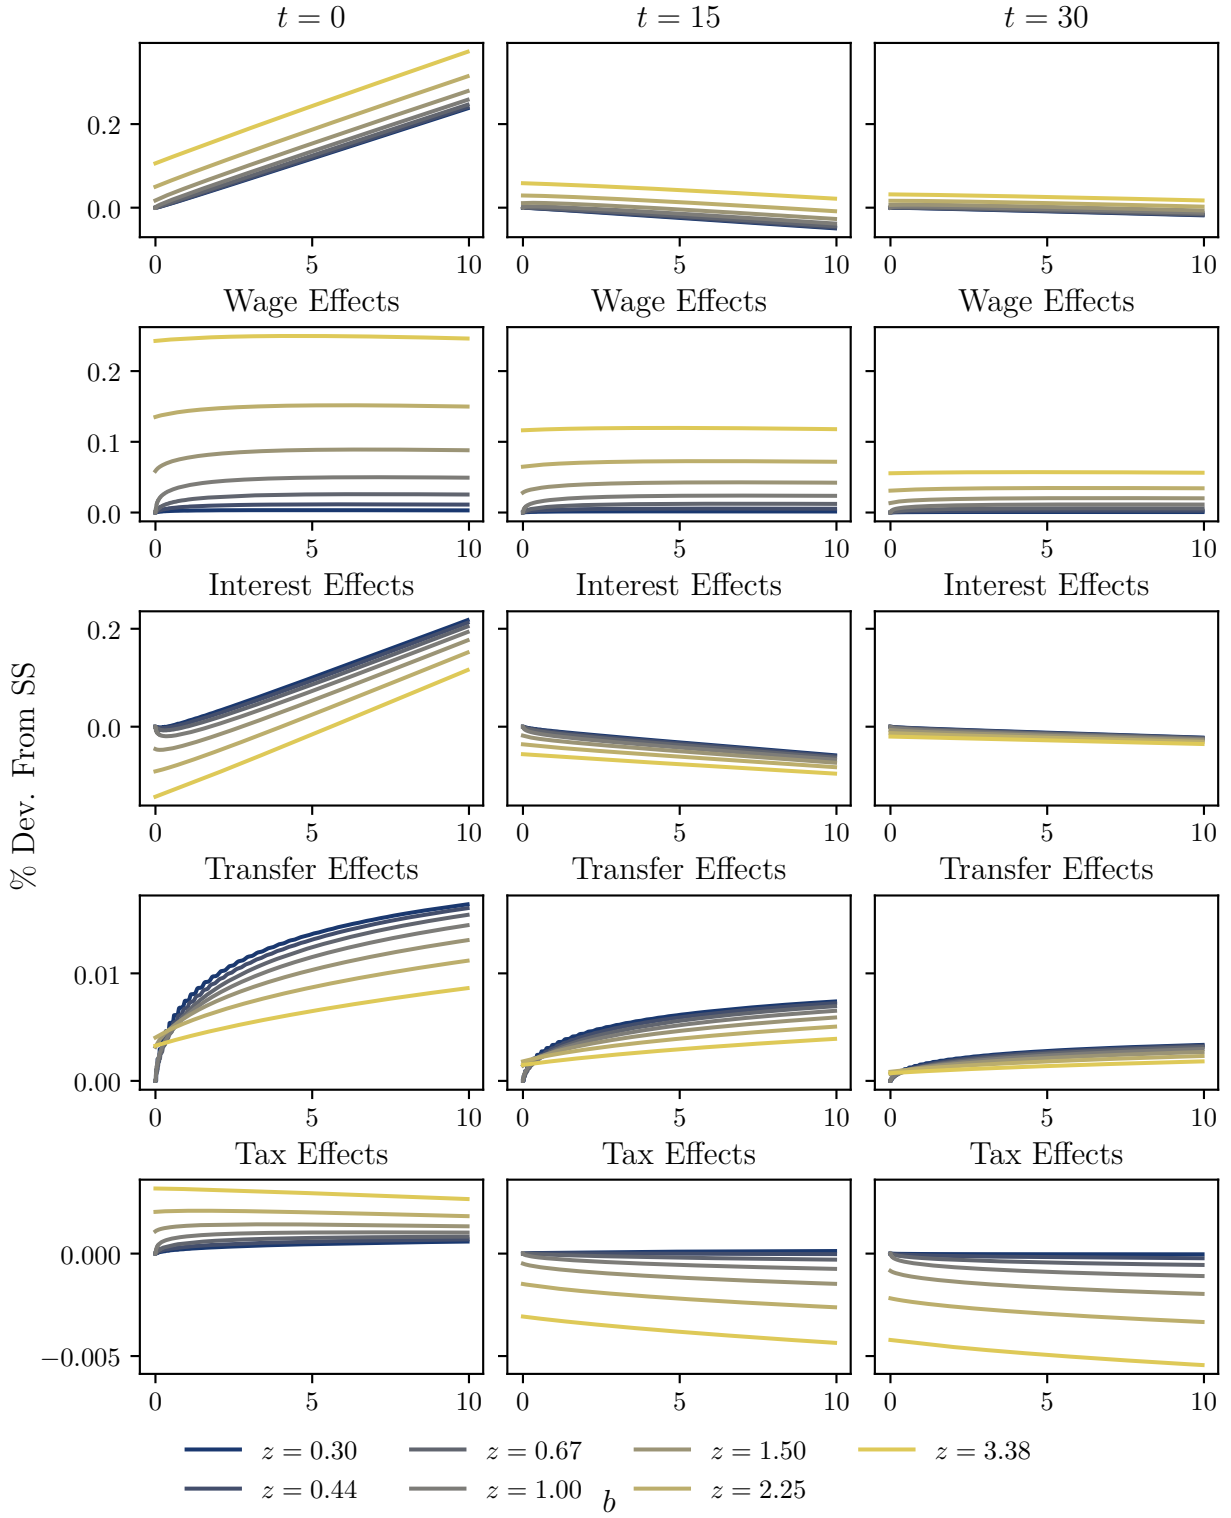 t = 0 t = 15 t = 30
0.2
0.0
0 5 10 0 5 10 0 5 10
Wage Effects Wage Effects Wage Effects
0.2
0.1
0.0
0 5 10 0 5 10 0 5 10
Interest Effects Interest Effects Interest Effects
0.2
0.0
0 5 10 0 5 10 0 5 10
% Dev. From SS
Transfer Effects Transfer Effects Transfer Effects
0.01
0.00
0 5 10 0 5 10 0 5 10
Tax Effects Tax Effects Tax Effects
0.000
−0.005
0 5 10 0 5 10 0 5 10
z = 0.30 z = 0.67 z = 1.50 z = 3.38
z = 0.44 z = 1.00 z = 2.25
b